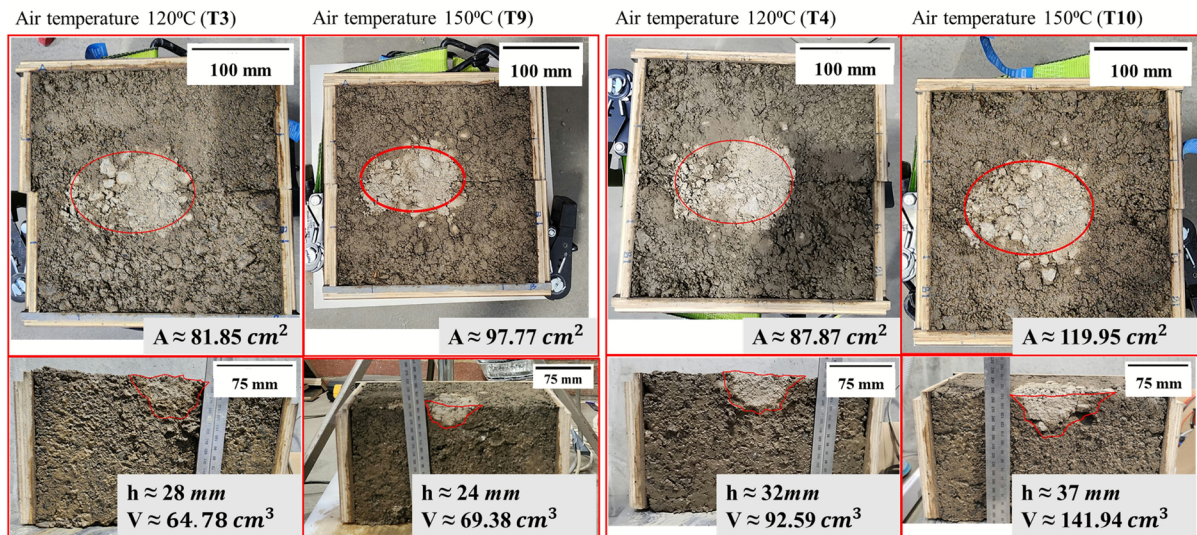 Air temperature 120⁰C (T3)
Air temperature 150⁰C (T9)
Air temperature 120⁰C (T4)
Air temperature 150⁰C (T10)
100 mm
100 mm
100 mm
100 mm
A ≈ 81.85 cm²
A ≈ 97.77 cm²
A ≈ 87.87 cm²
A ≈ 119.95 cm²
75 mm
75 mm
75 mm
75 mm
h ≈ 28 mm
V ≈ 64.78 cm³
h ≈ 24 mm
V ≈ 69.38 cm³
h ≈ 32mm
V ≈ 92.59 cm³
h ≈ 37 mm
V ≈ 141.94 cm³